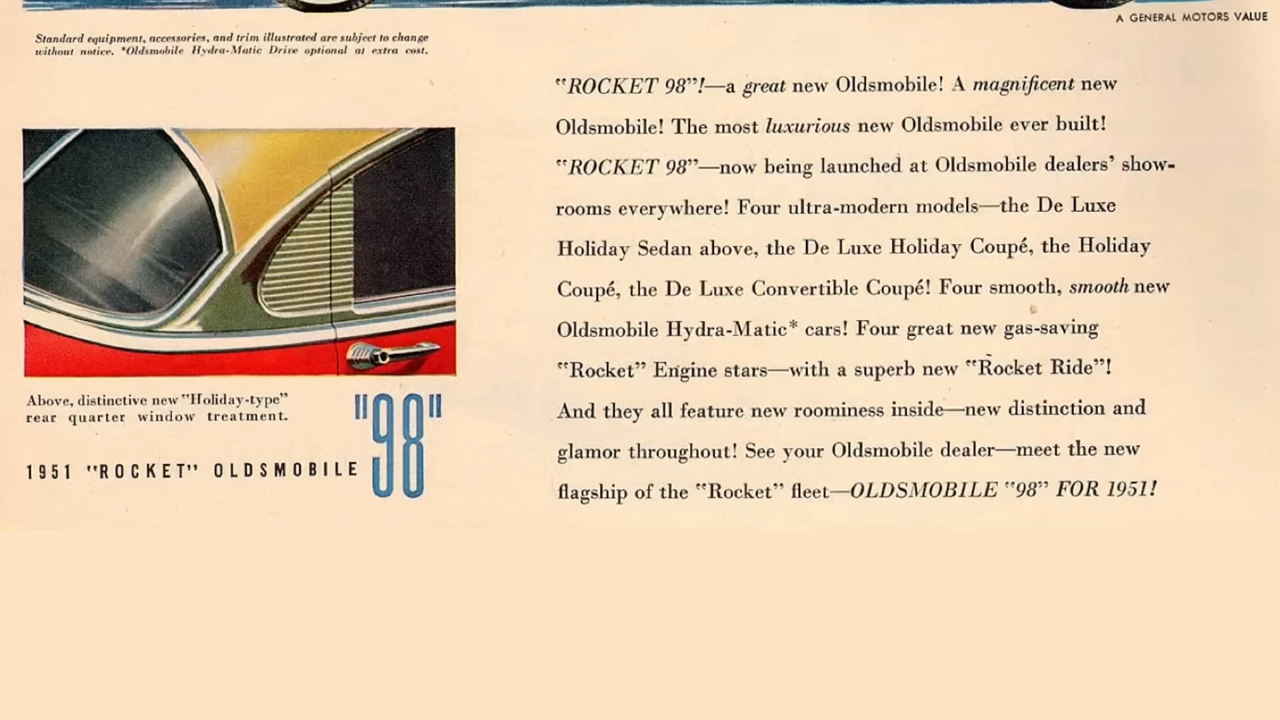 A GENERAL MOTORS VALUE
Standard equipment, accessories, and trim illustrated are subject to change
without notice. *Oldsmobile Hydra-Matic Drive optional at extra cost.
"ROCKET 98"!—a great new Oldsmobile! A magnificent new
Oldsmobile! The most luxurious new Oldsmobile ever built!
"ROCKET 98"—now being launched at Oldsmobile dealers' show-
rooms everywhere! Four ultra-modern models—the De Luxe
Holiday Sedan above, the De Luxe Holiday Coupé, the Holiday
Coupé, the De Luxe Convertible Coupé! Four smooth, smooth new
Oldsmobile Hydra-Matic* cars! Four great new gas-saving
"Rocket" Engine stars—with a superb new "Rocket Ride"!
And they all feature new roominess inside—new distinction and
glamor throughout! See your Oldsmobile dealer—meet the new
flagship of the "Rocket" fleet—OLDSMOBILE "98" FOR 1951!
Above, distinctive new "Holiday-type"
rear quarter window treatment.
1951 "ROCKET" OLDSMOBILE "98"